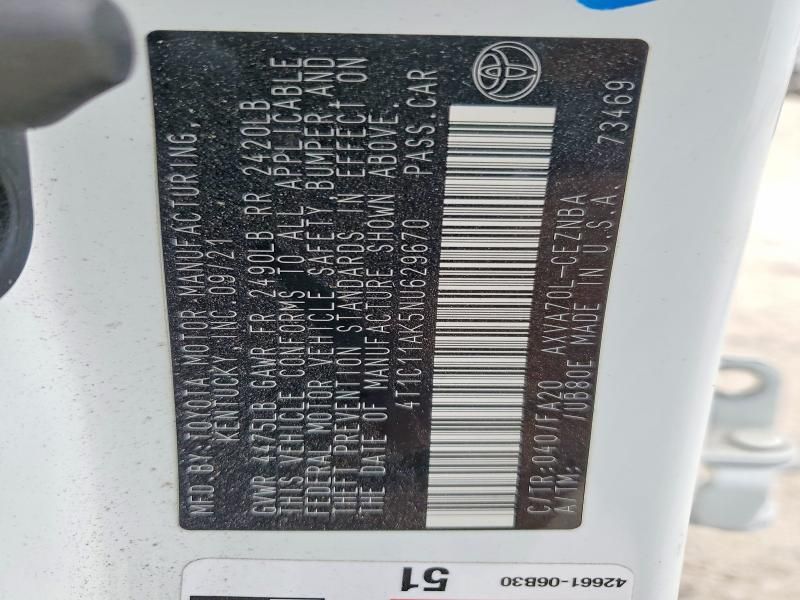 MFD.BY:TOYOTA MOTOR MANUFACTURING,
KENTUCKY, INC.09/21
GVWR 4475LB GAWR FR 2490LB RR 2420LB
THIS VEHICLE CONFORMS TO ALL APPLICABLE
FEDERAL MOTOR VEHICLE SAFETY, BUMPER,AND
THEFT PREVENTION STANDARDS IN EFFECT ON
THE DATE OF MANUFACTURE SHOWN ABOVE.
4T1C11AK5NU629670 PASS.CAR
C/TR:040/FA20 AXVA70L-CEZNBA
A/TM: /UB80E MADE IN U.S.A. 73469
51
42661-06B30